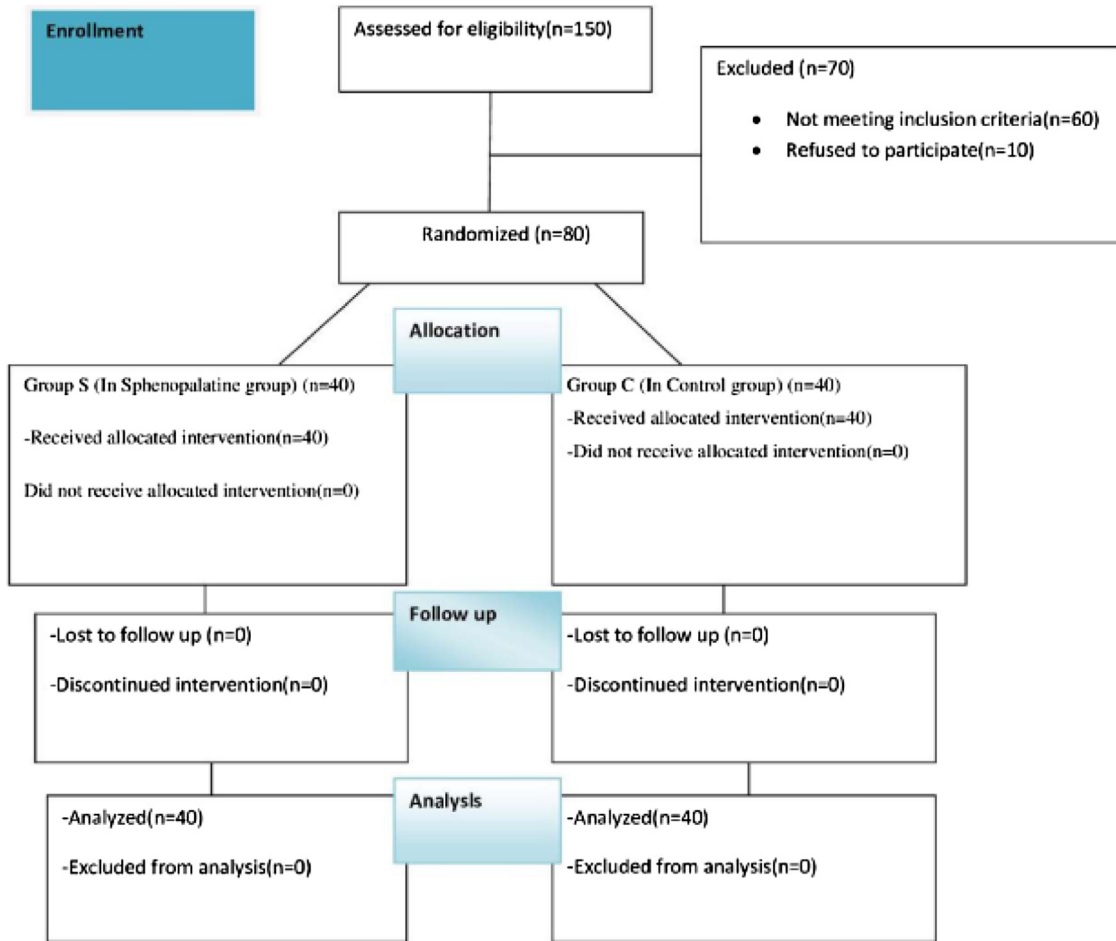 Enrollment
Assessed for eligibility(n=150)
Excluded (n=70)
• Not meeting inclusion criteria(n=60)
• Refused to participate(n=10)
Randomized (n=80)
Allocation
Group S (In Sphenopalatine group) (n=40)
-Received allocated intervention(n=40)
Did not receive allocated intervention(n=0)
Group C (In Control group) (n=40)
-Received allocated intervention(n=40)
-Did not receive allocated intervention(n=0)
Follow up
-Lost to follow up (n=0)
-Discontinued intervention(n=0)
-Lost to follow up (n=0)
-Discontinued intervention(n=0)
Analysis
-Analyzed(n=40)
-Excluded from analysis(n=0)
-Analyzed(n=40)
-Excluded from analysis(n=0)